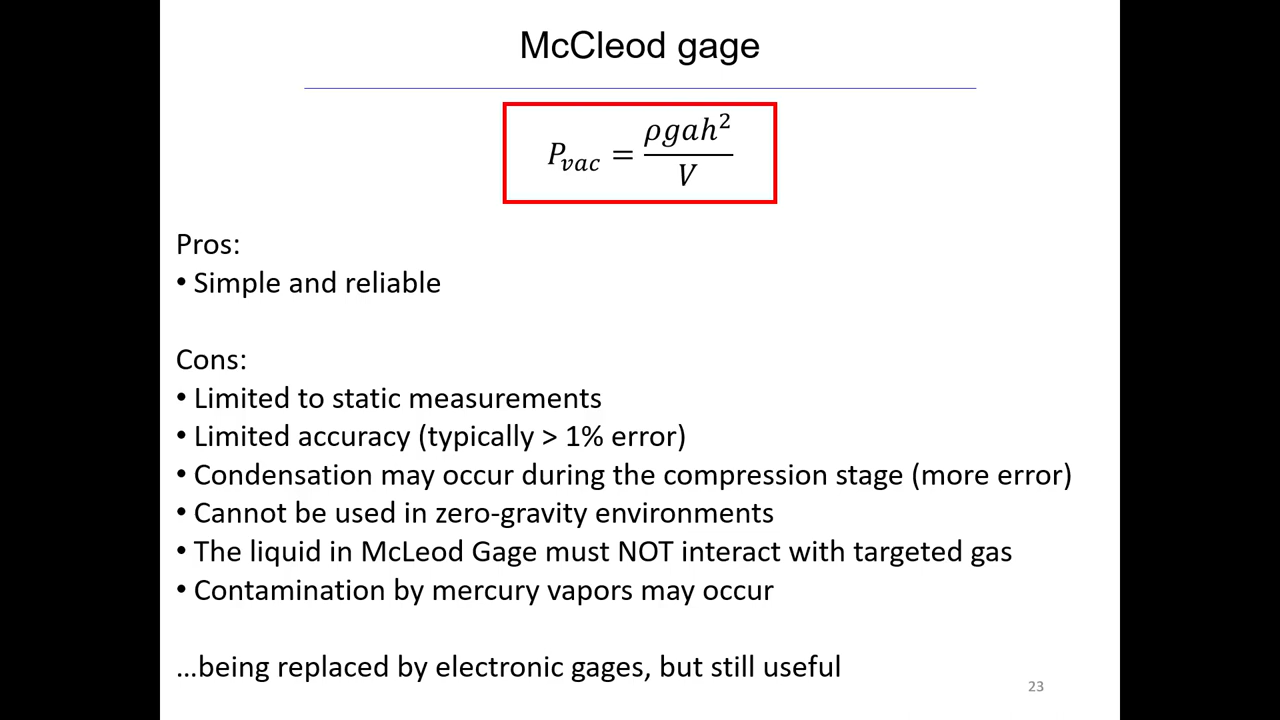 McCleod gage
P_vac = ρgah² / V
Pros:
• Simple and reliable
Cons:
• Limited to static measurements
• Limited accuracy (typically > 1% error)
• Condensation may occur during the compression stage (more error)
• Cannot be used in zero-gravity environments
• The liquid in McLeod Gage must NOT interact with targeted gas
• Contamination by mercury vapors may occur
...being replaced by electronic gages, but still useful
23